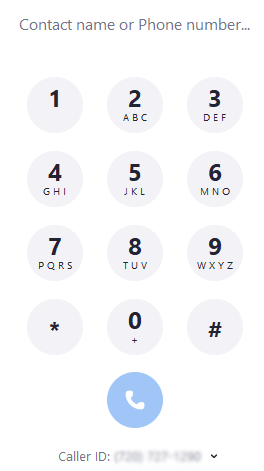 Contact name or Phone number...
1 2 3
ABC DEF
4 5 6
GHI JKL MNO
7 8 9
PQRS TUV WXYZ
* 0 #
+
Caller ID: